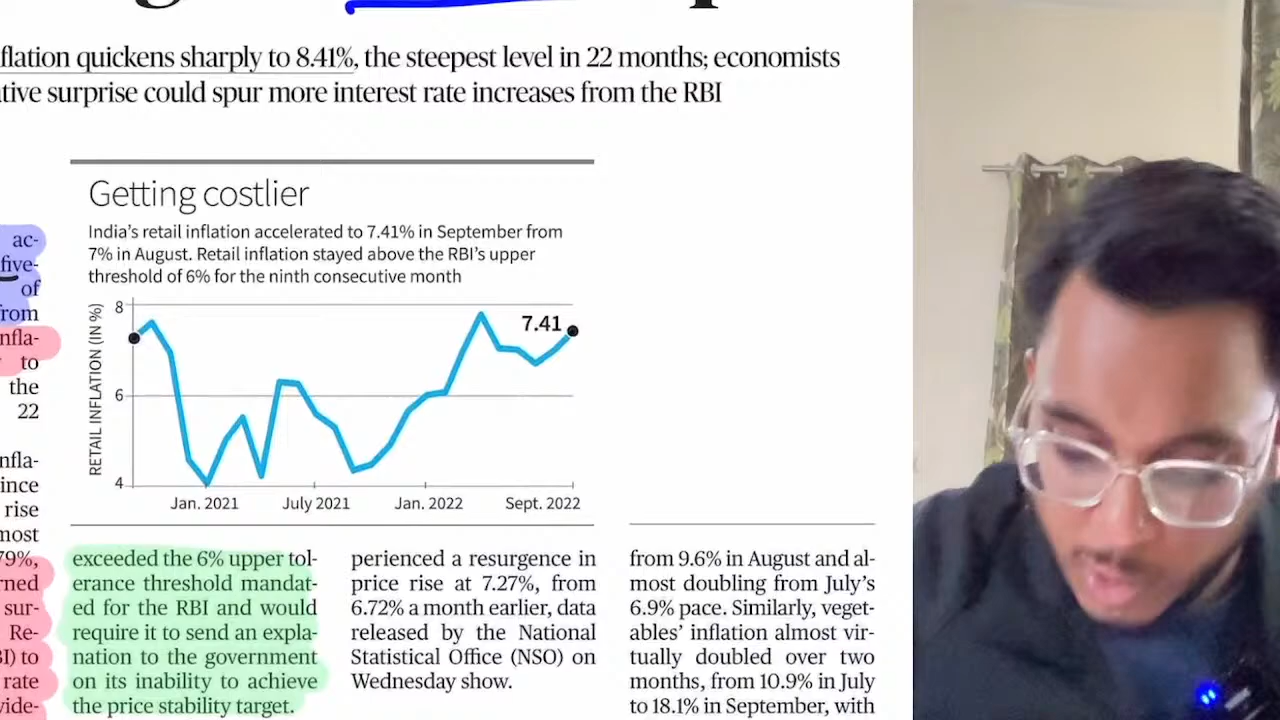 flation quickens sharply to 8.41%, the steepest level in 22 months; economists
tive surprise could spur more interest rate increases from the RBI
Getting costlier
India's retail inflation accelerated to 7.41% in September from
7% in August. Retail inflation stayed above the RBI's upper
threshold of 6% for the ninth consecutive month
RETAIL INFLATION (IN %)
8
6
4
7.41
Jan. 2021 July 2021 Jan. 2022 Sept. 2022
ac-
five-
of
from
nfla-
to
the
22
nfla-
ince
rise
most
79%,
rned
sur-
Re-
BI) to
rate
vide-
exceeded the 6% upper tol-
erance threshold mandat-
ed for the RBI and would
require it to send an expla-
nation to the government
on its inability to achieve
the price stability target.
perienced a resurgence in
price rise at 7.27%, from
6.72% a month earlier, data
released by the National
Statistical Office (NSO) on
Wednesday show.
from 9.6% in August and al-
most doubling from July's
6.9% pace. Similarly, veget-
ables' inflation almost vir-
tually doubled over two
months, from 10.9% in July
to 18.1% in September, with